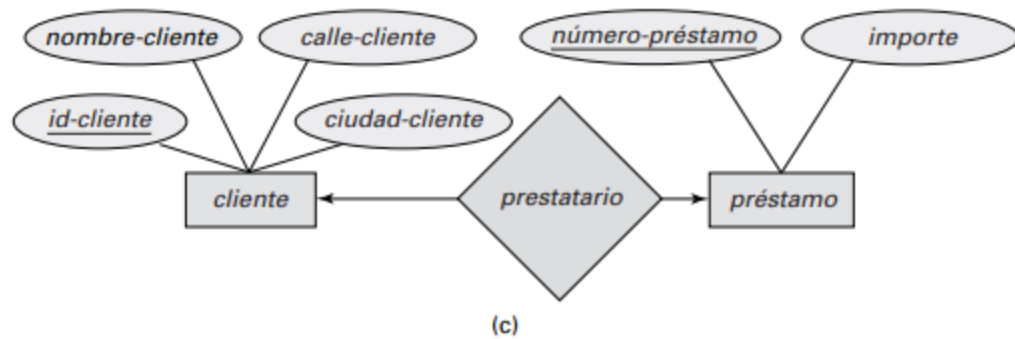 nombre-cliente
calle-cliente
número-préstamo
importe
id-cliente
ciudad-cliente
cliente
prestatario
préstamo
(c)